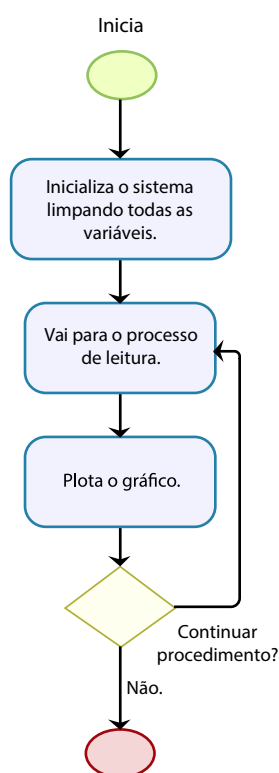 Inicia
Inicializa o sistema
limpando todas as
variáveis.
Vai para o processo
de leitura.
Plota o gráfico.
Continuar
procedimento?
Não.